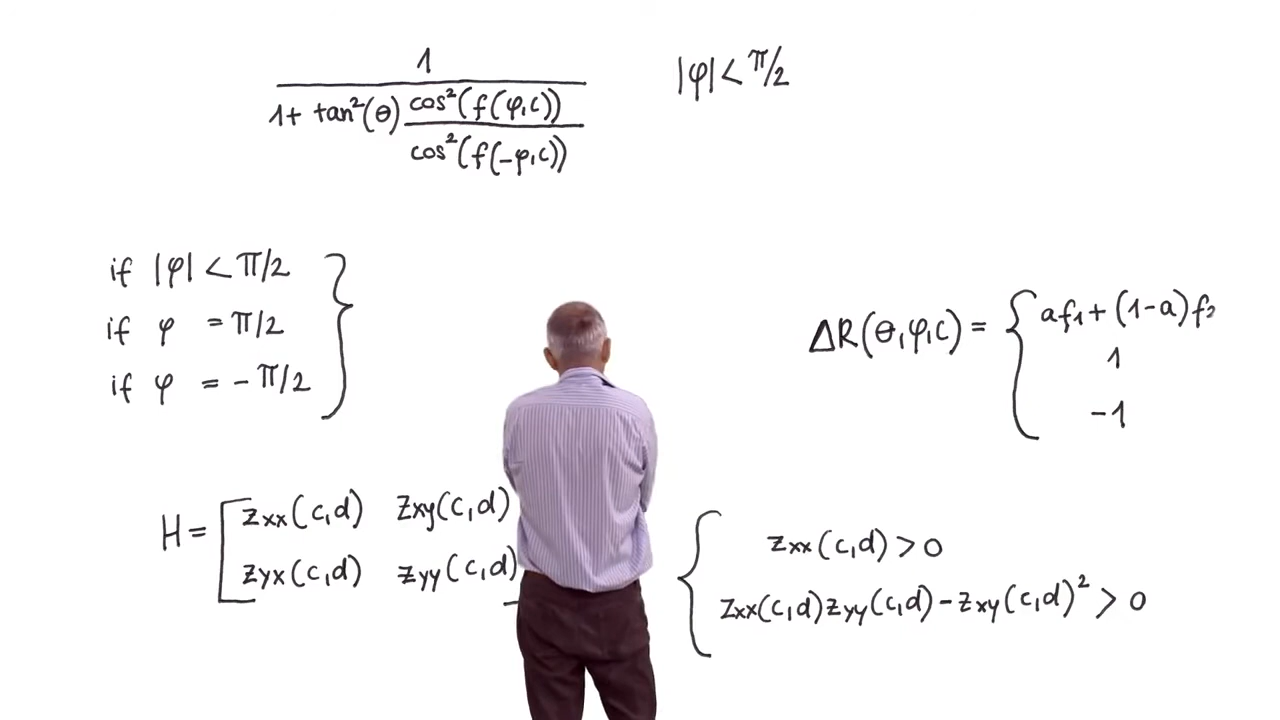 1
1+ tan²(θ) cos²(f(φ,c))
cos²(f(-φ,c))
|φ| < π/2
if |φ| < π/2
if φ = π/2
if φ = - π/2
ΔR(θ,φ,c) = { af₁ + (1-a)f₂
1
-1
H = [ zxx(c,d) zxy(c,d)
zyx(c,d) zyy(c,d)
zxx(c,d) > 0
zxx(c,d)zyy(c,d) - zxy(c,d)² > 0